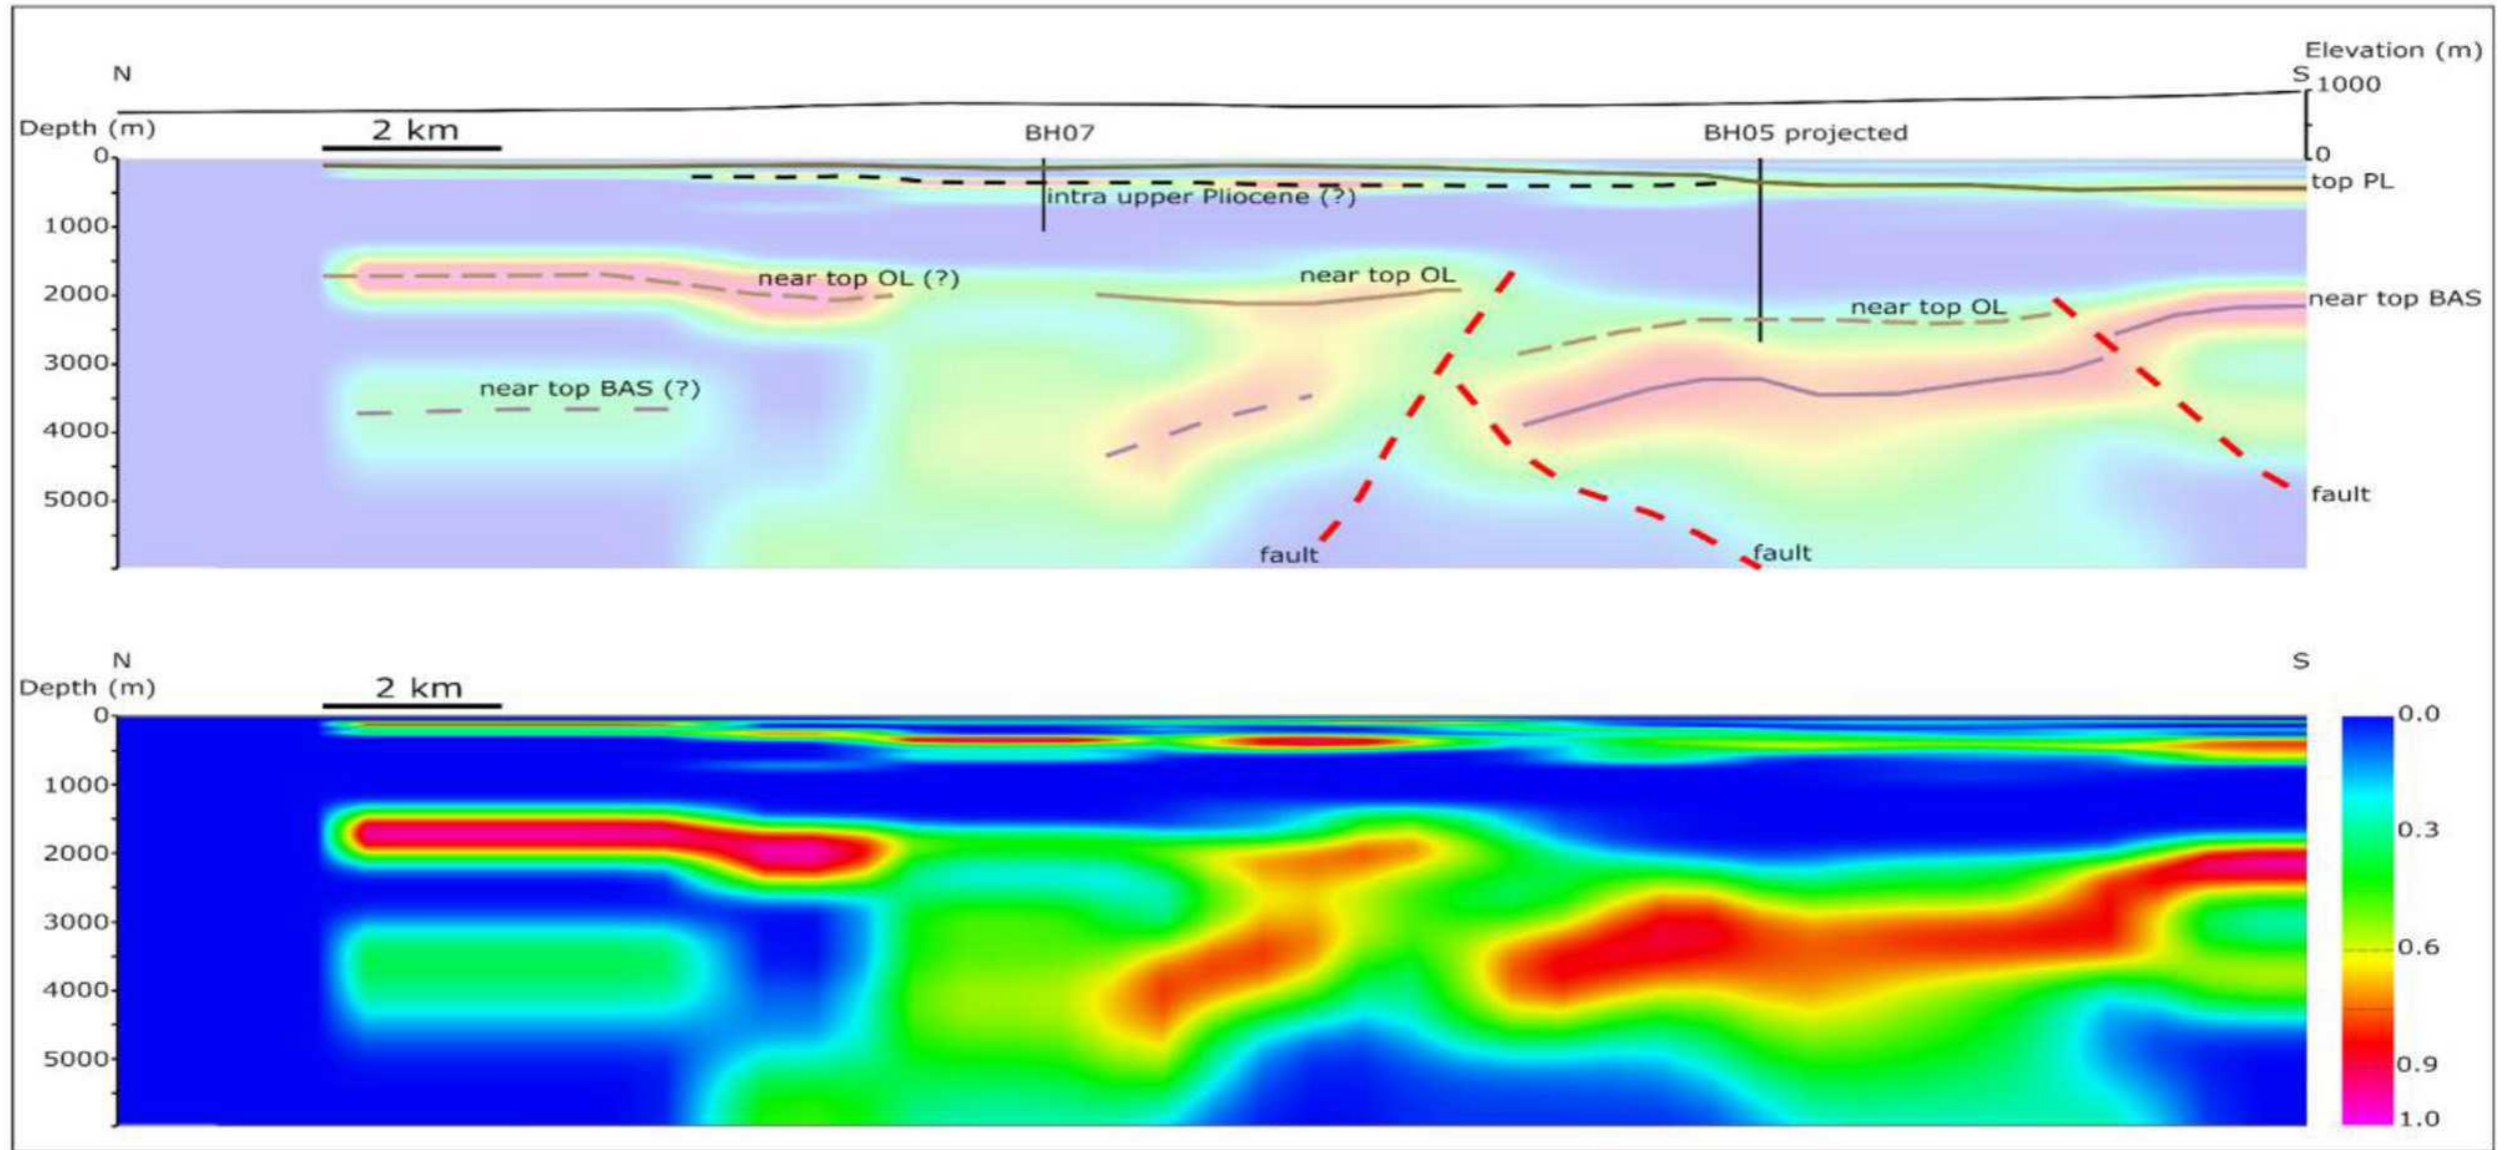 Elevation (m)
N
S
1000
Depth (m)
2 km
BH07
BH05 projected
0
0
top PL
intra upper Pliocene (?)
1000
near top OL (?)
near top OL
2000
near top OL
near top BAS
3000
near top BAS (?)
4000
5000
fault
fault
fault
N
S
Depth (m)
2 km
0
0.0
1000
0.3
2000
3000
0.6
4000
5000
0.9
1.0